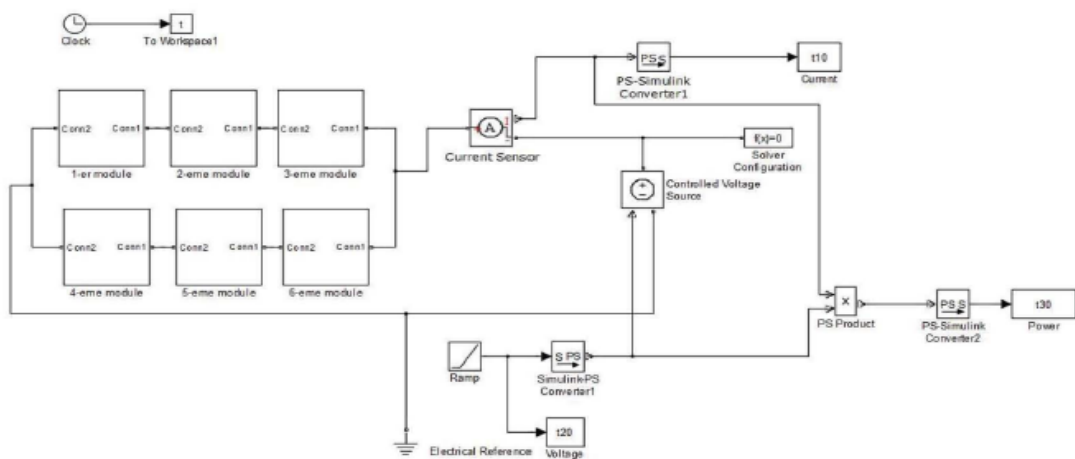 t
Clock
To Workspace1
PS S
t10
PS-Simulink
Converter1
Current
Conn2 Conn1 Conn2 Conn1 Conn2 Conn1
A
I
Current Sensor
f(x)=0
Solver
Configuration
1-er module
2-eme module
3-eme module
Controlled Voltage
Source
Conn2 Conn1 Conn2 Conn1 Conn2 Conn1
4-eme module
5-eme module
6-eme module
×
PS S
t30
PS Product
PS-Simulink
Converter2
Power
S PS
Ramp
Simulink-PS
Converter1
t20
Electrical Reference
Voltage